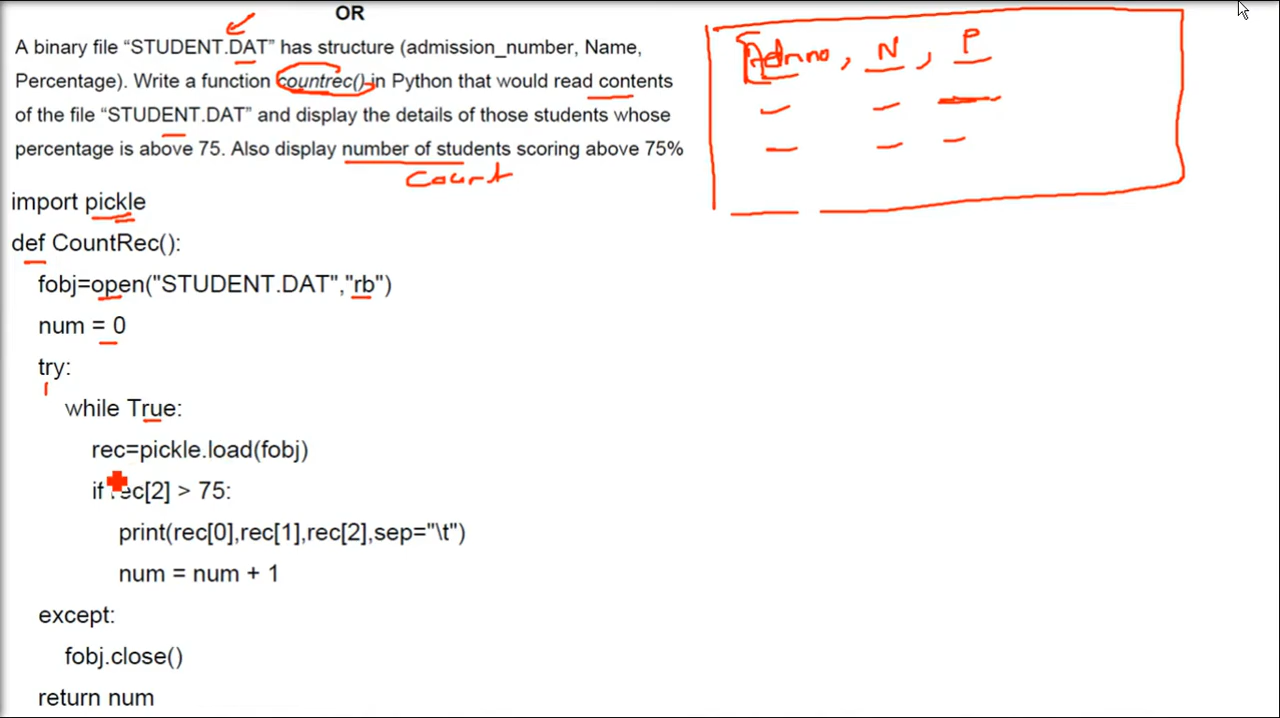 OR
A binary file “STUDENT.DAT” has structure (admission_number, Name,
Percentage). Write a function countrec() in Python that would read contents
of the file “STUDENT.DAT” and display the details of those students whose
percentage is above 75. Also display number of students scoring above 75%
Count
Admno, N, P
import pickle
def CountRec():
fobj=open("STUDENT.DAT","rb")
num = 0
try:
while True:
rec=pickle.load(fobj)
if rec[2] > 75:
print(rec[0],rec[1],rec[2],sep="\t")
num = num + 1
except:
fobj.close()
return num